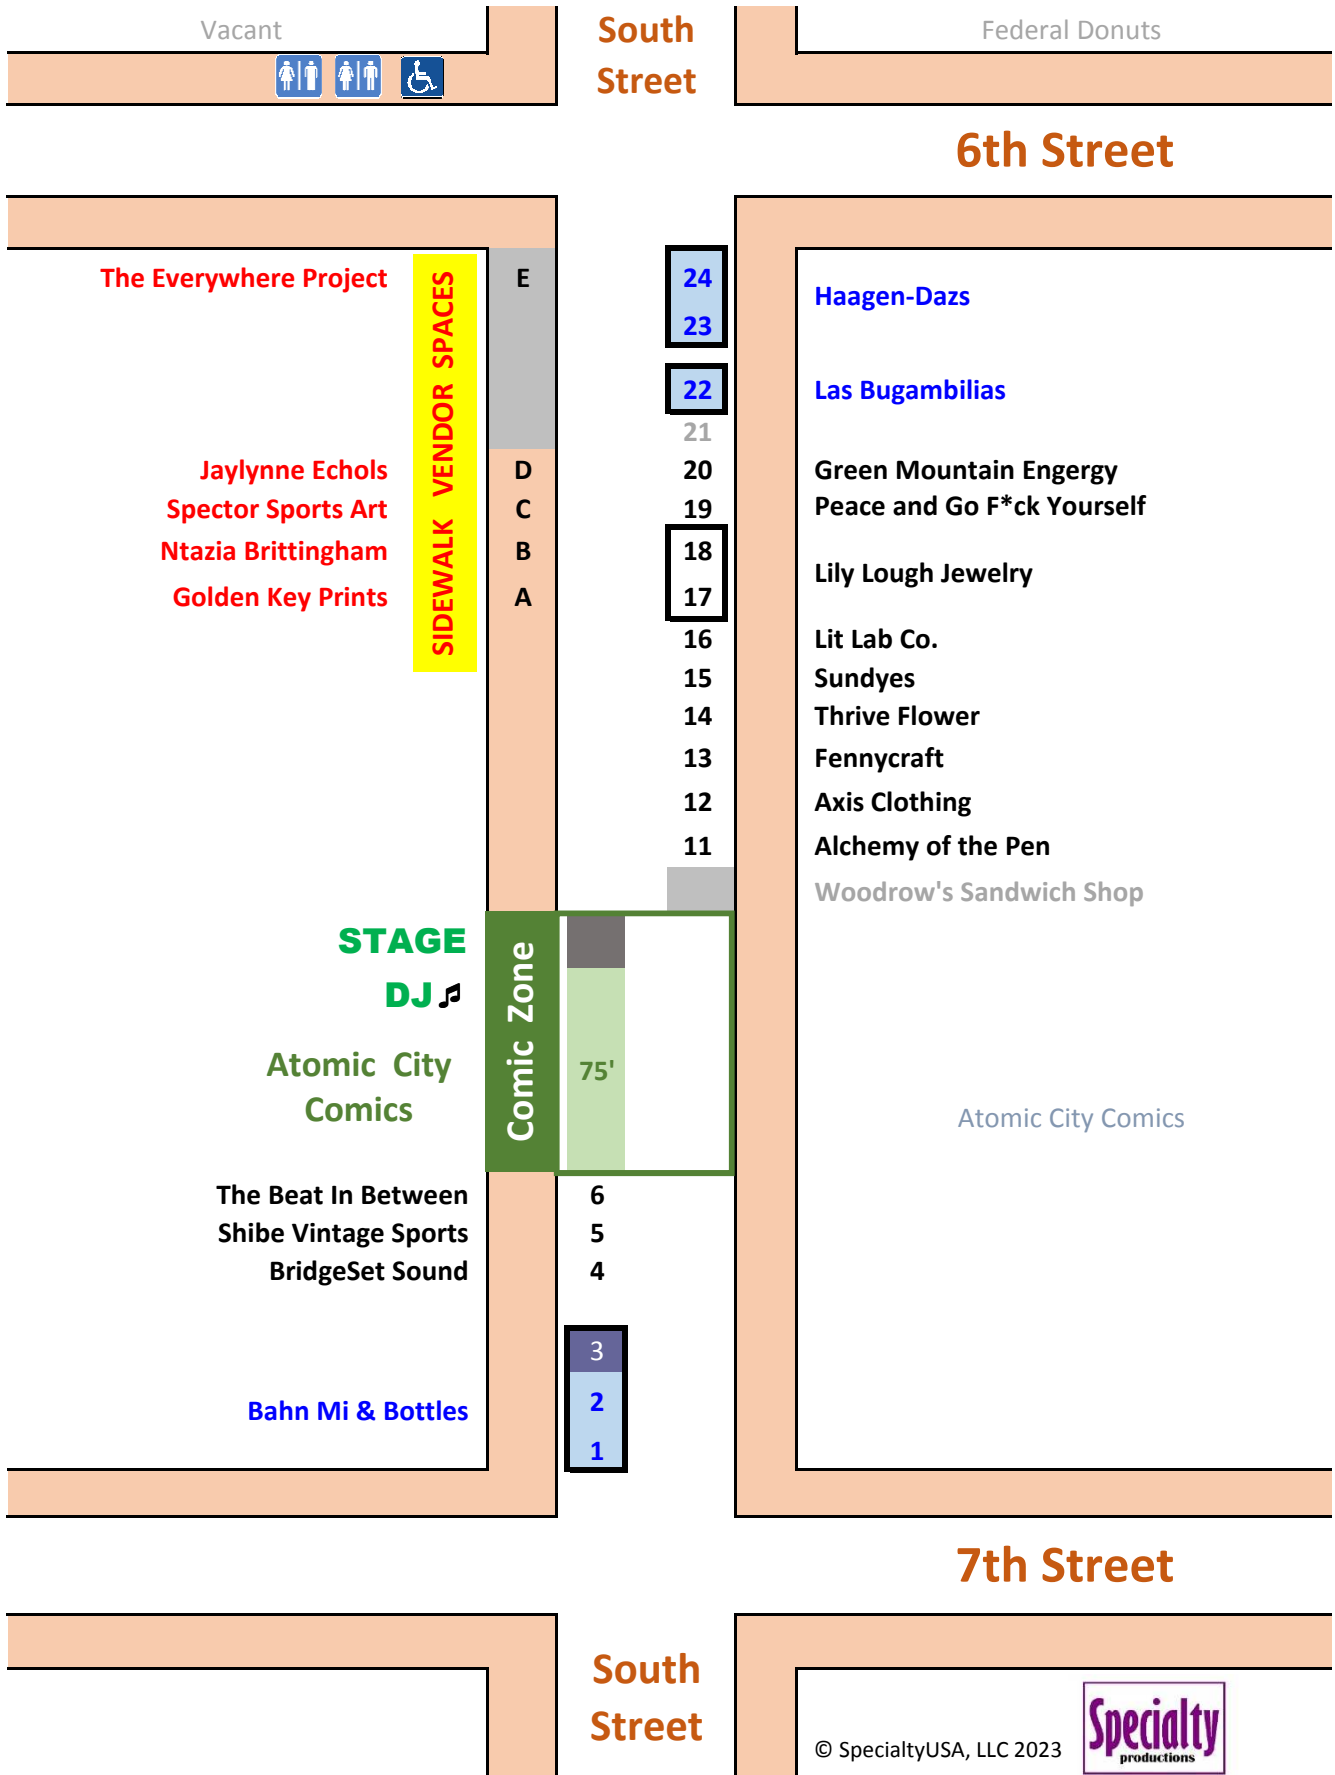 Vacant
South
Street
Federal Donuts
6th Street
The Everywhere Project
E
24
Haagen-Dazs
23
22
Las Bugambilias
21
SIDEWALK VENDOR SPACES
Jaylynne Echols
D
20
Green Mountain Engergy
Spector Sports Art
C
19
Peace and Go F*ck Yourself
Ntazia Brittingham
B
18
Lily Lough Jewelry
Golden Key Prints
A
17
16
Lit Lab Co.
15
Sundyes
14
Thrive Flower
13
Fennycraft
12
Axis Clothing
11
Alchemy of the Pen
Woodrow's Sandwich Shop
STAGE
DJ
Comic Zone
Atomic City
Comics
75'
Atomic City Comics
The Beat In Between
6
Shibe Vintage Sports
5
BridgeSet Sound
4
3
2
Bahn Mi & Bottles
1
7th Street
South
Street
© SpecialtyUSA, LLC 2023
Specialty
productions